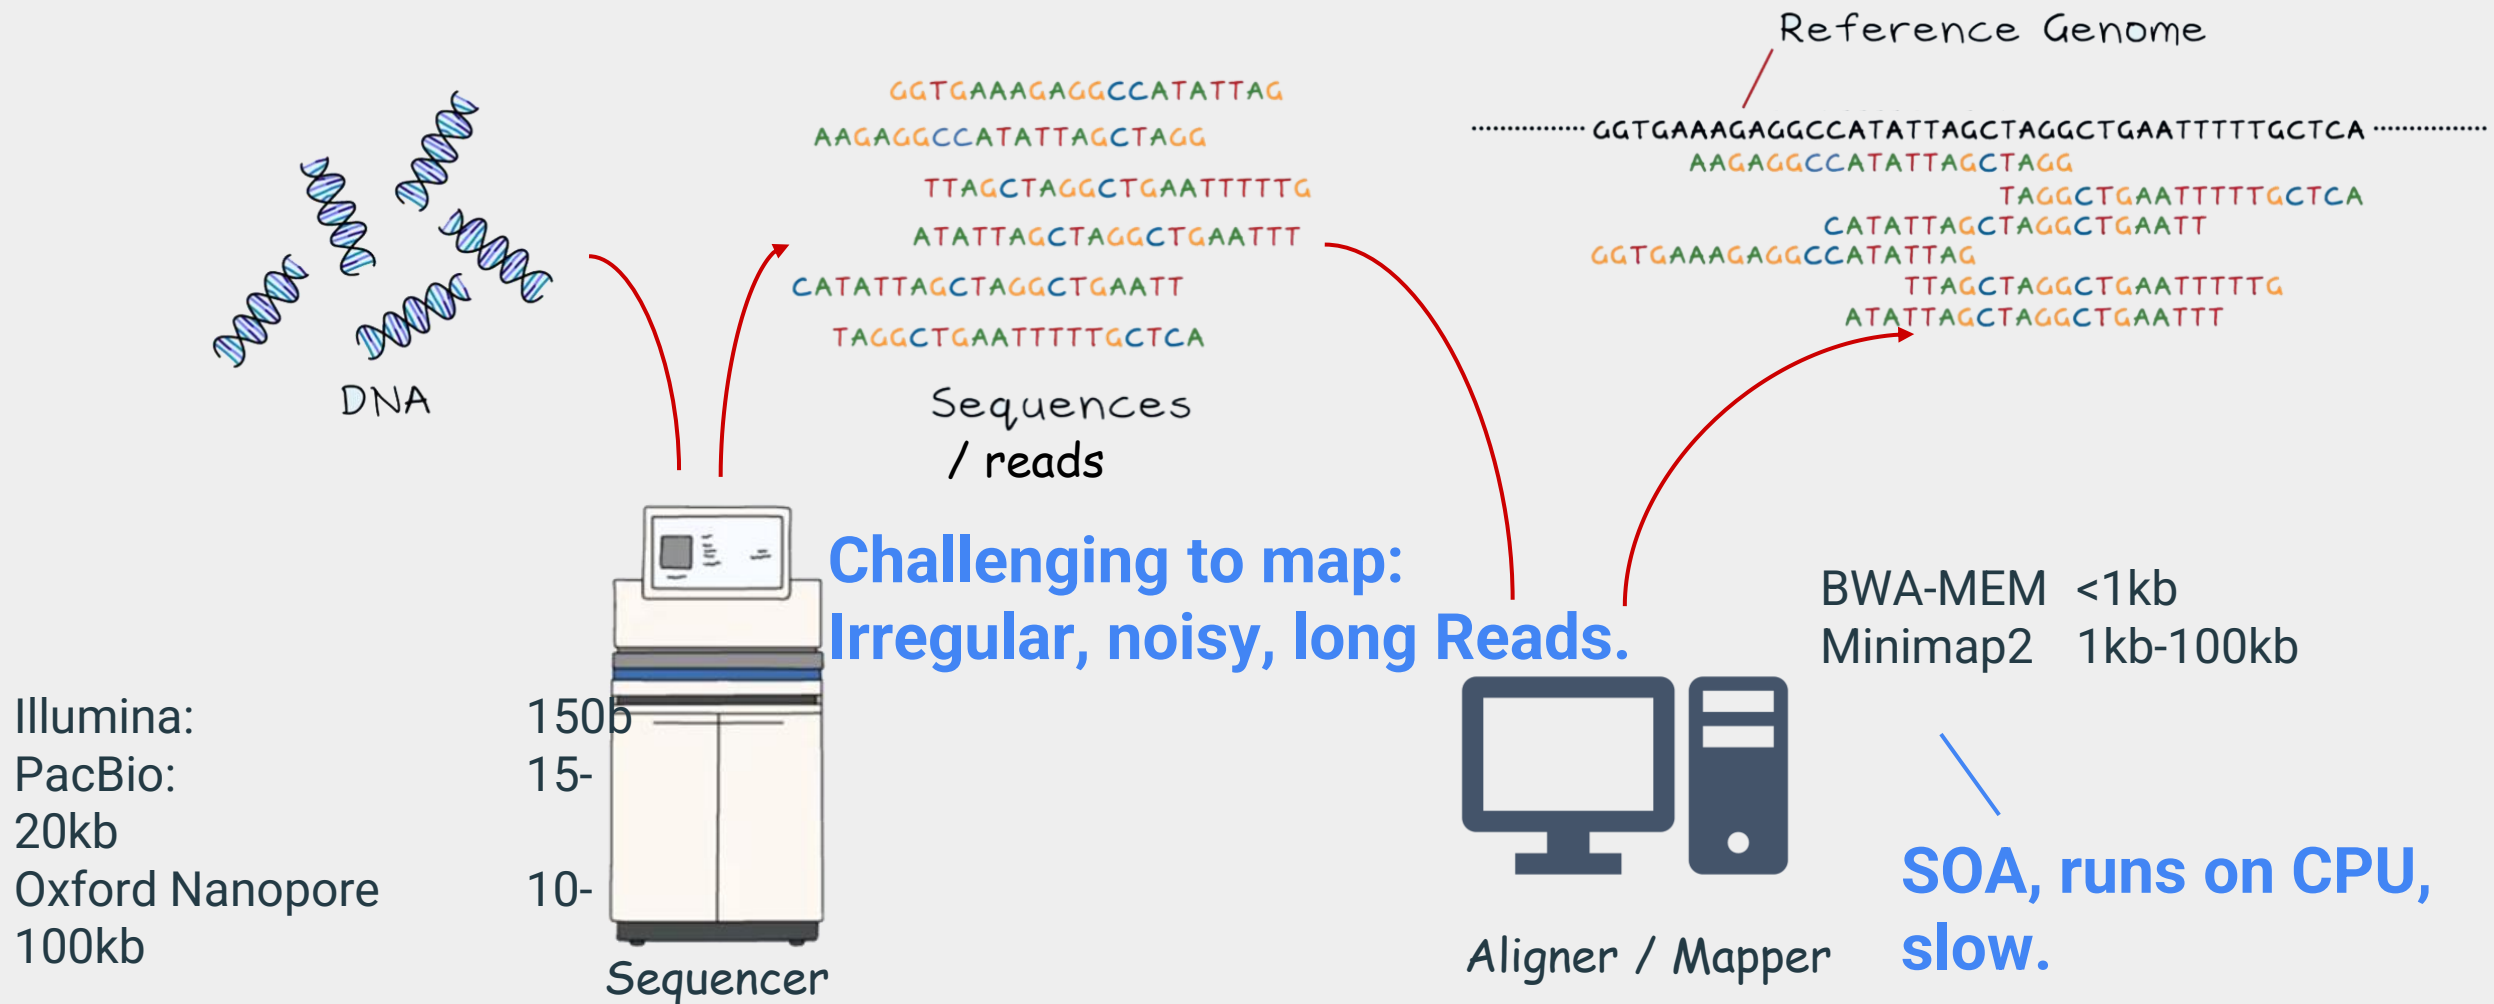 Reference Genome
GGTGAAAGAGGCCATATTAG
AAGAGGCCATATTAGCTAGG
TTAGCTAGGCTGAATTTTTG
ATATTAGCTAGGCTGAATTT
CATATTAGCTAGGCTGAATT
TAGGCTGAATTTTTGCTCA
GGTGAAAGAGGCCATATTAGCTAGGCTGAATTTTTGCTCA
AAGAGGCCATATTAGCTAGG
TAGGCTGAATTTTTGCTCA
CATATTAGCTAGGCTGAATT
GGTGAAAGAGGCCATATTAG
TTAGCTAGGCTGAATTTTTG
ATATTAGCTAGGCTGAATTT
DNA
Sequences
/ reads
Challenging to map:
Irregular, noisy, long Reads.
BWA-MEM <1kb
Minimap2 1kb-100kb
Illumina: 150b
PacBio: 15-
20kb
Oxford Nanopore 10-
100kb
SOA, runs on CPU,
slow.
Sequencer
Aligner / Mapper